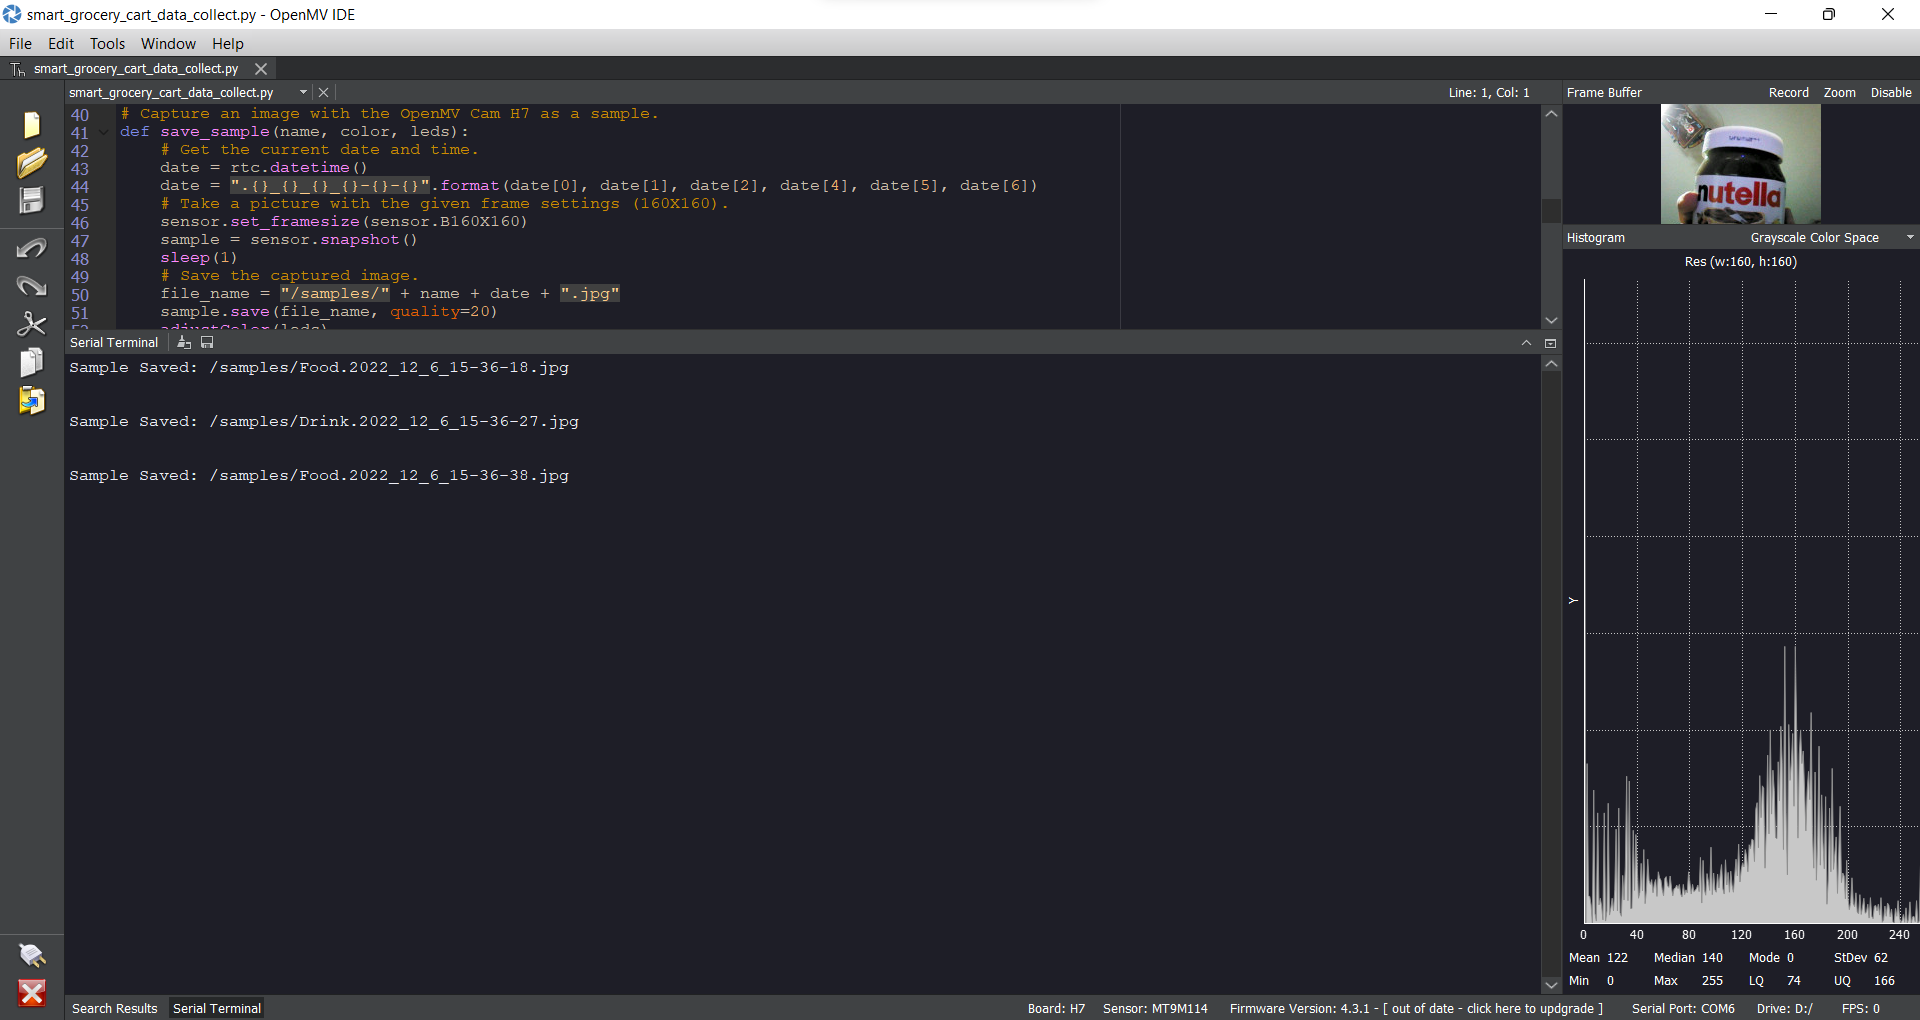 smart_grocery_cart_data_collect.py - OpenMV IDE
File Edit Tools Window Help
smart_grocery_cart_data_collect.py
smart_grocery_cart_data_collect.py
Line: 1, Col: 1
40 # Capture an image with the OpenMV Cam H7 as a sample.
41 def save_sample(name, color, leds):
42 # Get the current date and time.
43 date = rtc.datetime()
44 date = ".{}_{}_{}_{}-{}-{}".format(date[0], date[1], date[2], date[4], date[5], date[6])
45 # Take a picture with the given frame settings (160X160).
46 sensor.set_framesize(sensor.B160X160)
47 sample = sensor.snapshot()
48 sleep(1)
49 # Save the captured image.
50 file_name = "/samples/" + name + date + ".jpg"
51 sample.save(file_name, quality=20)
52 adjustColor(leds)
Serial Terminal
Sample Saved: /samples/Food.2022_12_6_15-36-18.jpg
Sample Saved: /samples/Drink.2022_12_6_15-36-27.jpg
Sample Saved: /samples/Food.2022_12_6_15-36-38.jpg
Frame Buffer Record Zoom Disable
nutella
Histogram Grayscale Color Space
Res (w:160, h:160)
Y
0 40 80 120 160 200 240
Mean 122 Median 140 Mode 0 StDev 62
Min 0 Max 255 LQ 74 UQ 166
Search Results Serial Terminal
Board: H7 Sensor: MT9M114 Firmware Version: 4.3.1 - [ out of date - click here to updgrade ] Serial Port: COM6 Drive: D:/ FPS: 0